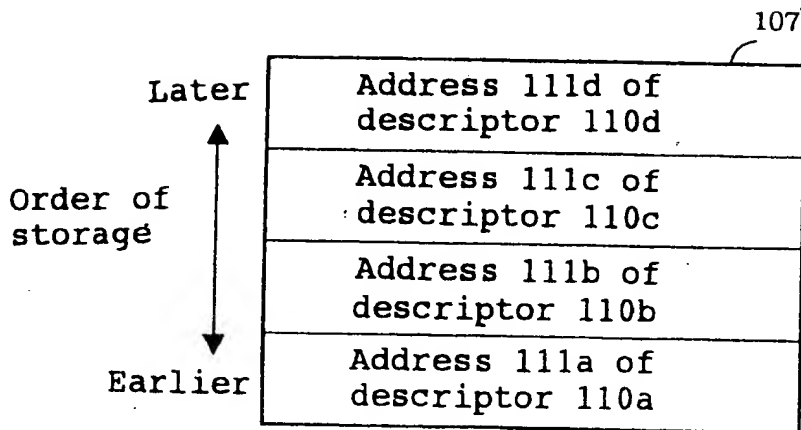 107
Later
Address 111d of
descriptor 110d
Address 111c of
descriptor 110c
Order of
storage
Address 111b of
descriptor 110b
Earlier
Address 111a of
descriptor 110a